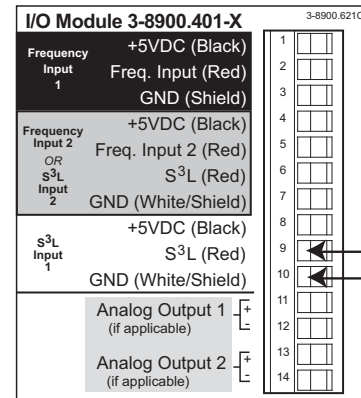 I/O Module 3-8900.401-X
3-8900.621C
Frequency
Input
1
+5VDC (Black)
Freq. Input (Red)
GND (Shield)
Frequency
Input 2
OR
S³L
Input
2
+5VDC (Black)
Freq. Input 2 (Red)
S³L (Red)
GND (White/Shield)
S³L
Input
1
+5VDC (Black)
S³L (Red)
GND (White/Shield)
Analog Output 1 + -
(if applicable)
Analog Output 2 + -
(if applicable)
1
2
3
4
5
6
7
8
9
10
11
12
13
14